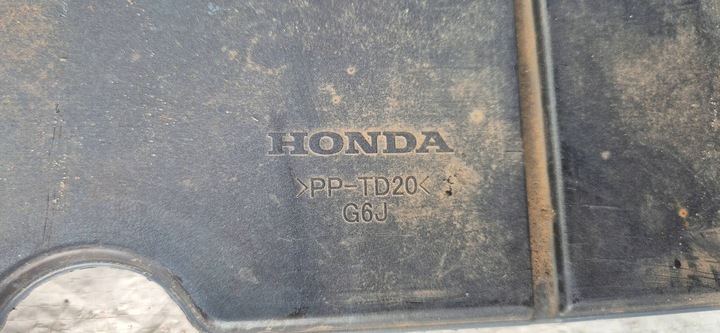 HONDA
>PP-TD20<
G6J